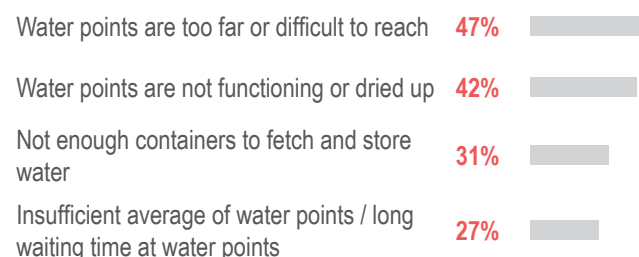 Water points are too far or difficult to reach 47%
Water points are not functioning or dried up 42%
Not enough containers to fetch and store
water
31%
Insufficient average of water points / long
waiting time at water points
27%